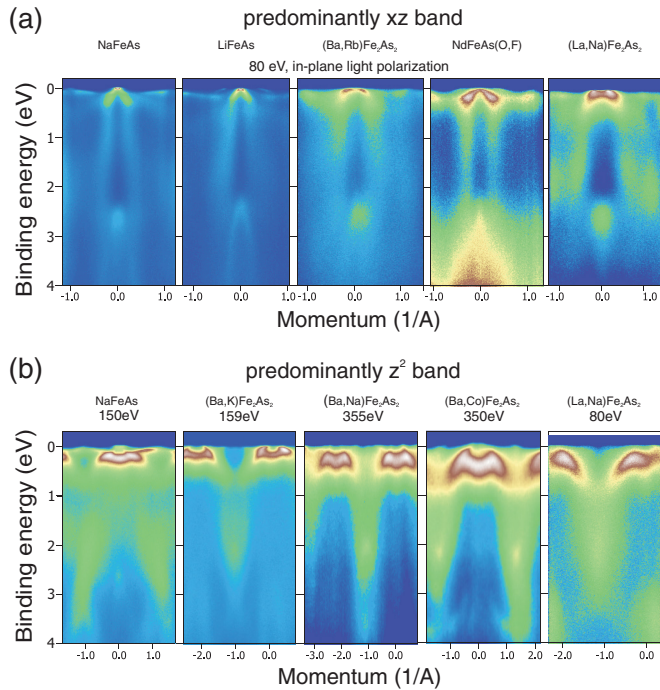 (a) predominantly xz band
NaFeAs LiFeAs (Ba,Rb)Fe₂As₂ NdFeAs(O,F) (La,Na)Fe₂As₂
80 eV, in-plane light polarization
Binding energy (eV)
0
1
2
3
4
-1.0 0.0 1.0 -1.0 0.0 1.0 -1.0 0.0 1.0 -1.0 0.0 1.0 -1.0 0.0 1.0
Momentum (1/A)
(b) predominantly z² band
NaFeAs (Ba,K)Fe₂As₂ (Ba,Na)Fe₂As₂ (Ba,Co)Fe₂As₂ (La,Na)Fe₂As₂
150eV 159eV 355eV 350eV 80eV
Binding energy (eV)
0
1
2
3
4
-1.0 0.0 1.0 -2.0 -1.0 0.0 -3.0 -2.0 -1.0 0.0 -1.0 0.0 1.0 2.0 -2.0 -1.0 0.0
Momentum (1/A)